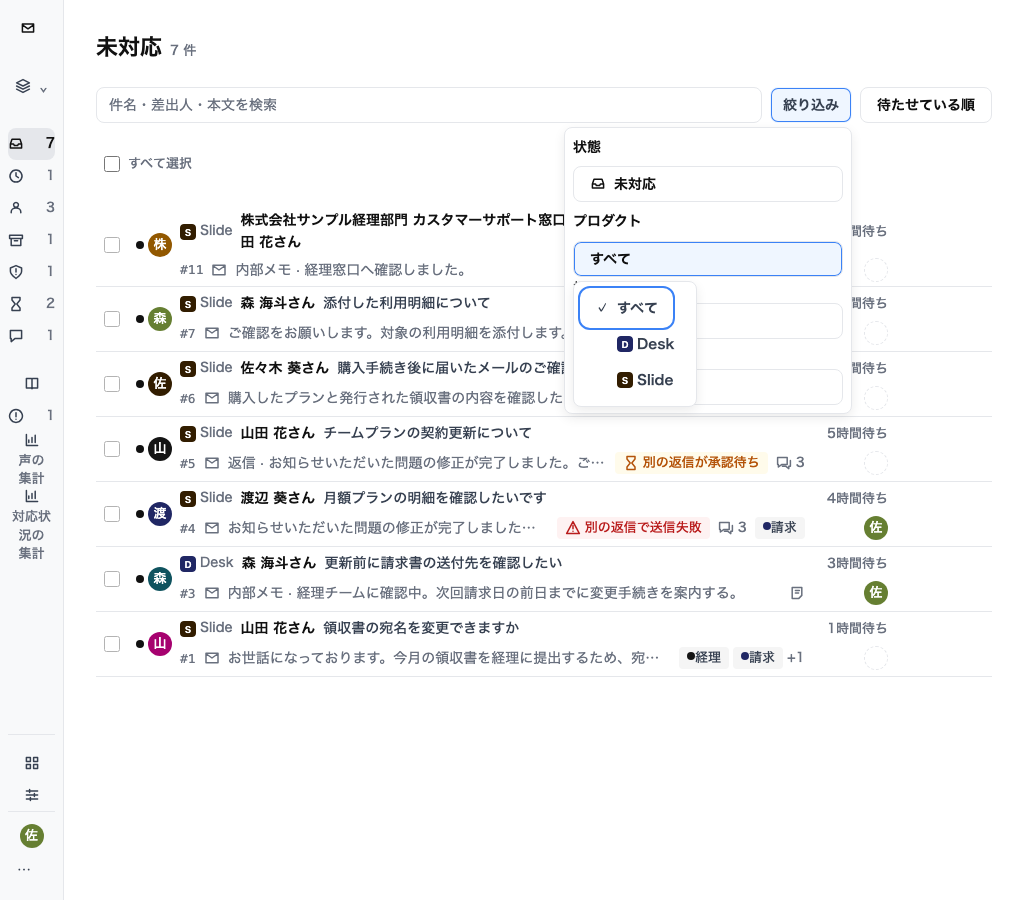 未対応 7 件
件名・差出人・本文を検索
絞り込み
待たせている順
7
1
3
1
1
2
1
1
声の
集計
対応状
況の
集計
佐
…
すべて選択
状態
未対応
プロダクト
すべて
✓ すべて
D Desk
S Slide
株 S Slide 株式会社サンプル経理部門 カスタマーサポート窓口
田 花さん
間待ち
#11 内部メモ · 経理窓口へ確認しました。
森 S Slide 森 海斗さん 添付した利用明細について
間待ち
#7 ご確認をお願いします。対象の利用明細を添付します。
佐 S Slide 佐々木 葵さん 購入手続き後に届いたメールのご確
間待ち
#6 購入したプランと発行された領収書の内容を確認した
山 S Slide 山田 花さん チームプランの契約更新について 5時間待ち
#5 返信 · お知らせいただいた問題の修正が完了しました。ご… 別の返信が承認待ち 3
渡 S Slide 渡辺 葵さん 月額プランの明細を確認したいです 4時間待ち
#4 お知らせいただいた問題の修正が完了しました… 別の返信で送信失敗 3 請求 佐
森 D Desk 森 海斗さん 更新前に請求書の送付先を確認したい 3時間待ち
#3 内部メモ · 経理チームに確認中。次回請求日の前日までに変更手続きを案内する。 佐
山 S Slide 山田 花さん 領収書の宛名を変更できますか 1時間待ち
#1 お世話になっております。今月の領収書を経理に提出するため、宛… 経理 請求 +1